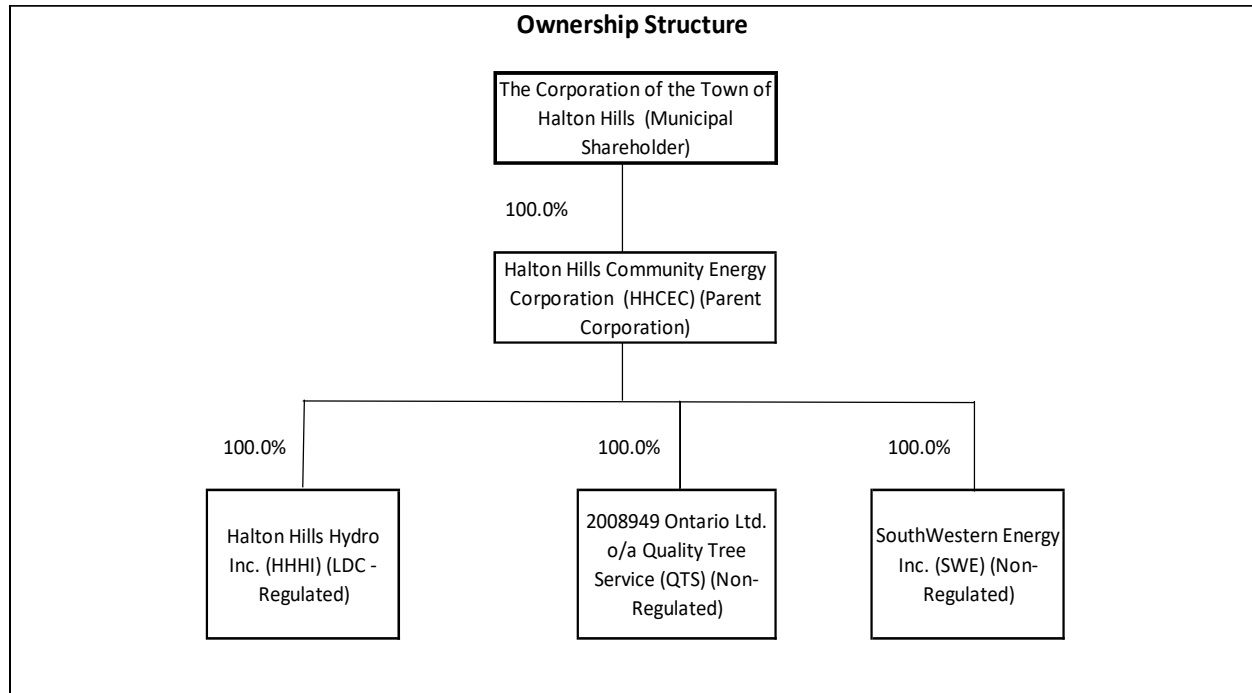 Ownership Structure
The Corporation of the Town of
Halton Hills (Municipal
Shareholder)
100.0%
Halton Hills Community Energy
Corporation (HHCEC) (Parent
Corporation)
100.0%
100.0%
100.0%
Halton Hills Hydro
Inc. (HHHI) (LDC -
Regulated)
2008949 Ontario Ltd.
o/a Quality Tree
Service (QTS) (Non-
Regulated)
SouthWestern Energy
Inc. (SWE) (Non-
Regulated)